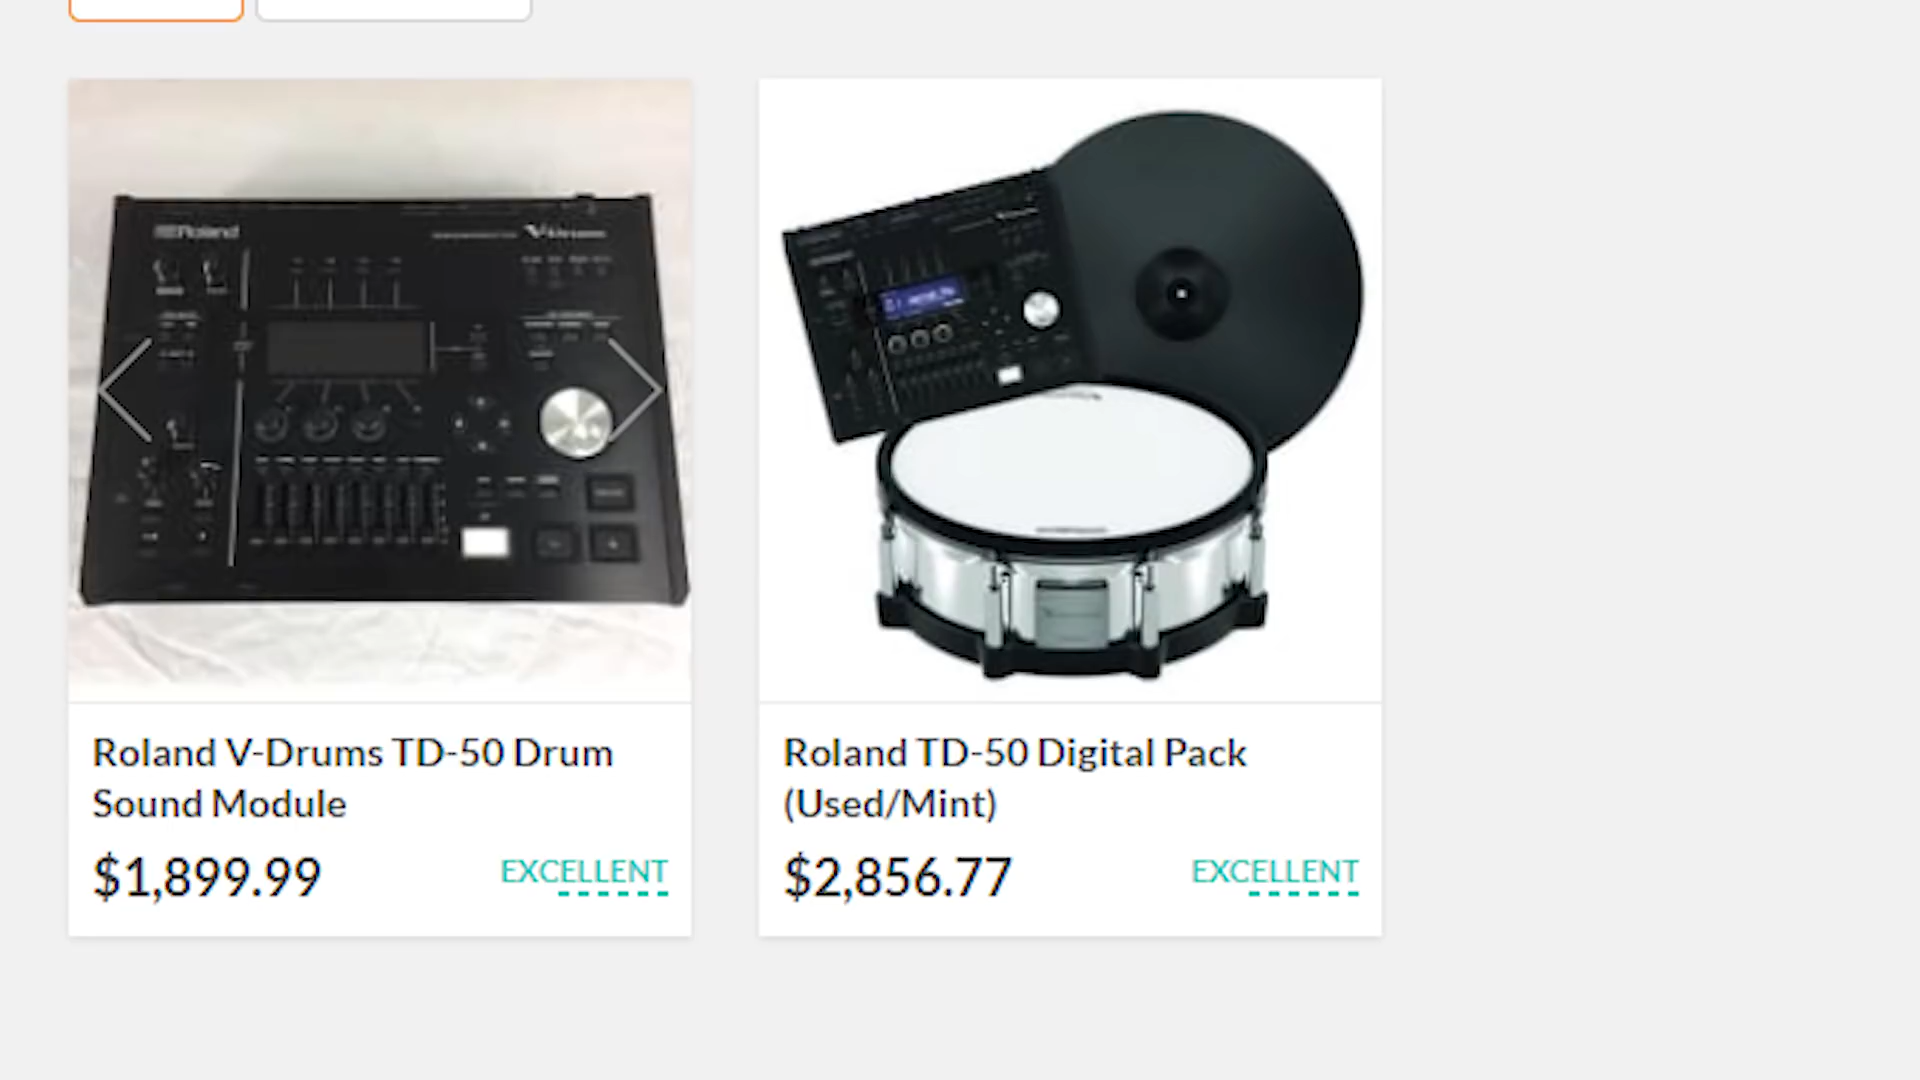 Roland
V-Drums
Roland V-Drums TD-50 Drum
Sound Module
$1,899.99
EXCELLENT
Roland TD-50 Digital Pack
(Used/Mint)
$2,856.77
EXCELLENT